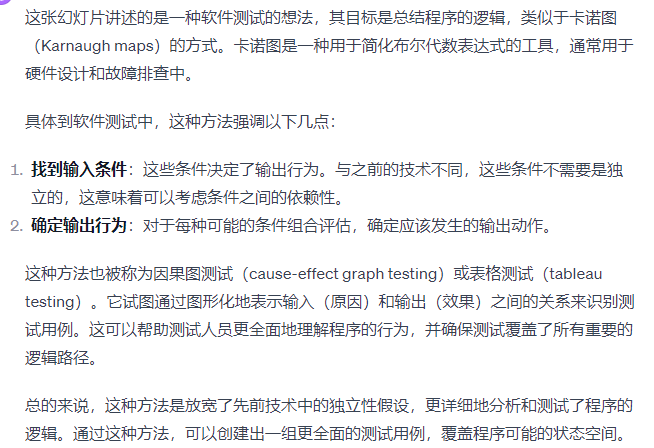 这张幻灯片讲述的是一种软件测试的想法，其目标是总结程序的逻辑，类似于卡诺图
（Karnaugh maps）的方式。卡诺图是一种用于简化布尔代数表达式的工具，通常用于
硬件设计和故障排查中。
具体到软件测试中，这种方法强调以下几点：
1. 找到输入条件：这些条件决定了输出行为。与之前的技术不同，这些条件不需要是独
立的，这意味着可以考虑条件之间的依赖性。
2. 确定输出行为：对于每种可能的条件组合评估，确定应该发生的输出动作。
这种方法也被称为因果图测试（cause-effect graph testing）或表格测试（tableau
testing）。它试图通过图形化地表示输入（原因）和输出（效果）之间的关系来识别测
试用例。这可以帮助测试人员更全面地理解程序的行为，并确保测试覆盖了所有重要的
逻辑路径。
总的来说，这种方法是放宽了先前技术中的独立性假设，更详细地分析和测试了程序的
逻辑。通过这种方法，可以创建出一组更全面的测试用例，覆盖程序可能的状态空间。